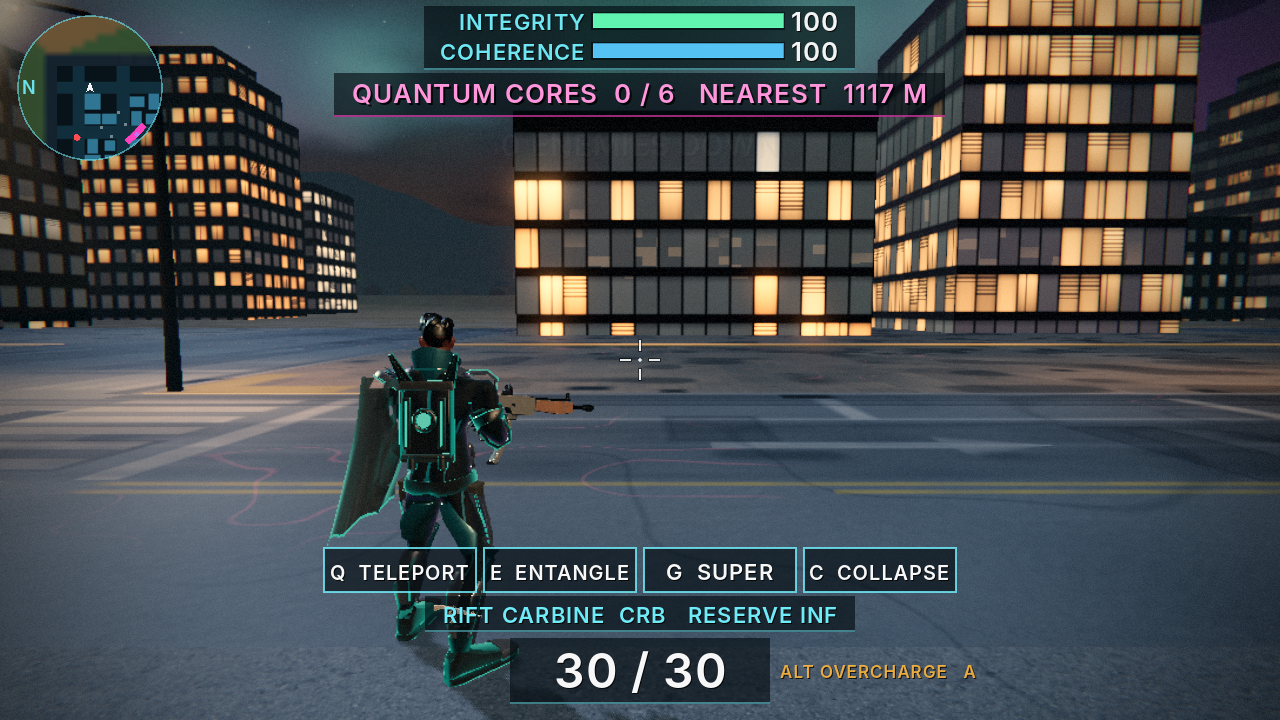 INTEGRITY 100
COHERENCE 100
N
QUANTUM CORES 0 / 6 NEAREST 1117 M
Q TELEPORT
E ENTANGLE
G SUPER
C COLLAPSE
RIFT CARBINE CRB RESERVE INF
30 / 30
ALT OVERCHARGE A